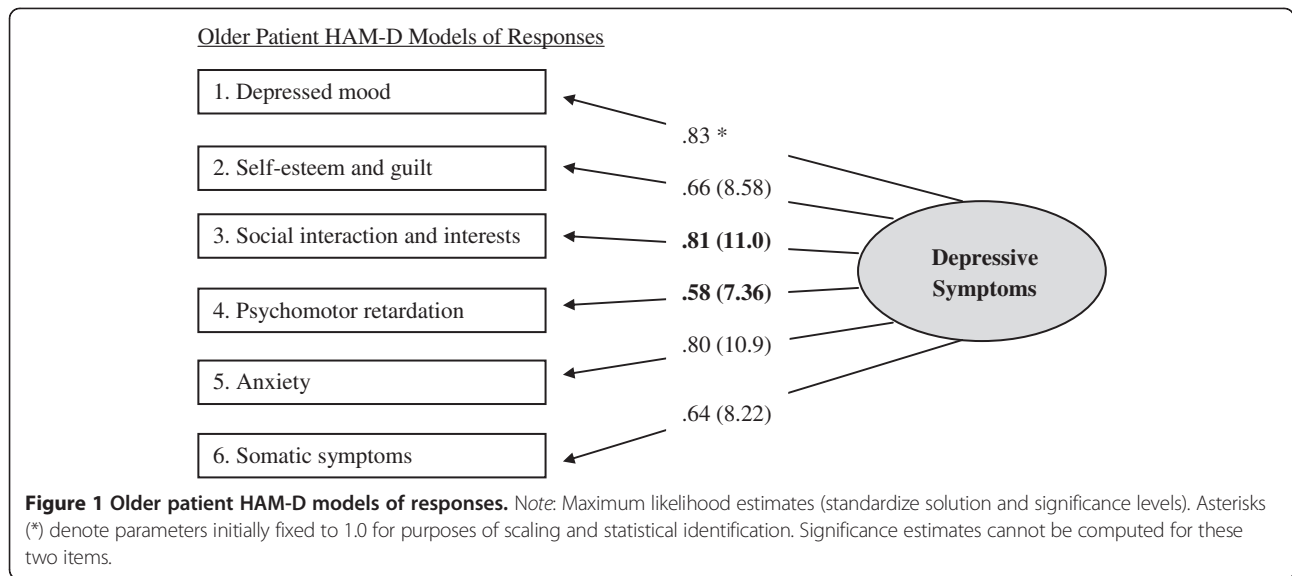 Older Patient HAM-D Models of Responses
1. Depressed mood
.83 *
2. Self-esteem and guilt
.66 (8.58)
3. Social interaction and interests
.81 (11.0)
Depressive
Symptoms
4. Psychomotor retardation
.58 (7.36)
5. Anxiety
.80 (10.9)
6. Somatic symptoms
.64 (8.22)
Figure 1 Older patient HAM-D models of responses. Note: Maximum likelihood estimates (standardize solution and significance levels). Asterisks
(*) denote parameters initially fixed to 1.0 for purposes of scaling and statistical identification. Significance estimates cannot be computed for these
two items.